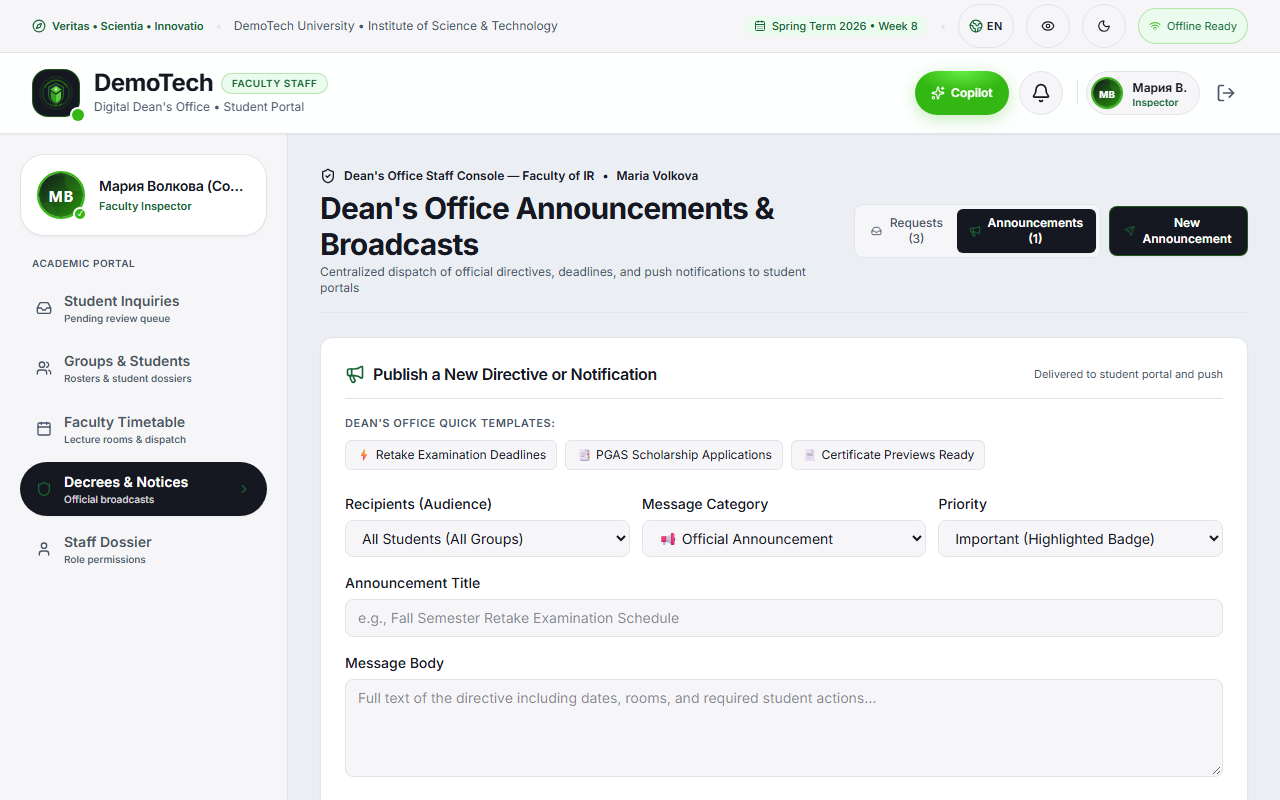 Veritas • Scientia • Innovatio • DemoTech University • Institute of Science & Technology
Spring Term 2026 • Week 8
EN
Offline Ready
DemoTech
FACULTY STAFF
Digital Dean's Office • Student Portal
Copilot
MB
Мария В.
Inspector
MB
Мария Волкова (Со...
Faculty Inspector
ACADEMIC PORTAL
Student Inquiries
Pending review queue
Groups & Students
Rosters & student dossiers
Faculty Timetable
Lecture rooms & dispatch
Decrees & Notices
Official broadcasts
Staff Dossier
Role permissions
Dean's Office Staff Console — Faculty of IR • Maria Volkova
Dean's Office Announcements &
Broadcasts
Centralized dispatch of official directives, deadlines, and push notifications to student
portals
Requests
(3)
Announcements
(1)
New
Announcement
Publish a New Directive or Notification
Delivered to student portal and push
DEAN'S OFFICE QUICK TEMPLATES:
Retake Examination Deadlines
PGAS Scholarship Applications
Certificate Previews Ready
Recipients (Audience)
Message Category
Priority
All Students (All Groups)
Official Announcement
Important (Highlighted Badge)
Announcement Title
e.g., Fall Semester Retake Examination Schedule
Message Body
Full text of the directive including dates, rooms, and required student actions...